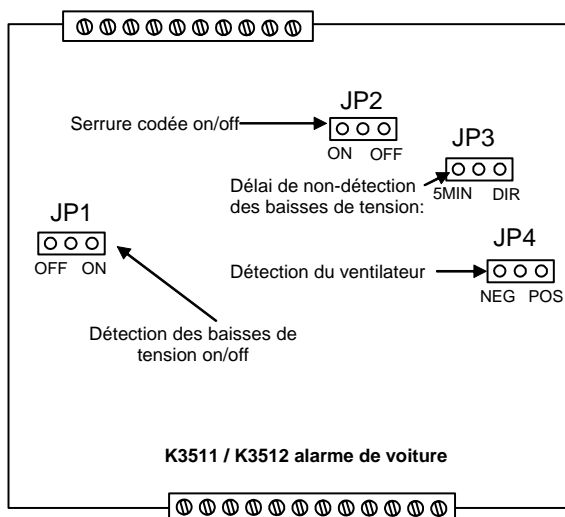 JP2
Serrure codée on/off
ON OFF
JP3
Délai de non-détection
des baisses de tension:
5MIN DIR
JP1
OFF ON
JP4
Détection du ventilateur
NEG POS
Détection des baisses de
tension on/off
K3511 / K3512 alarme de voiture